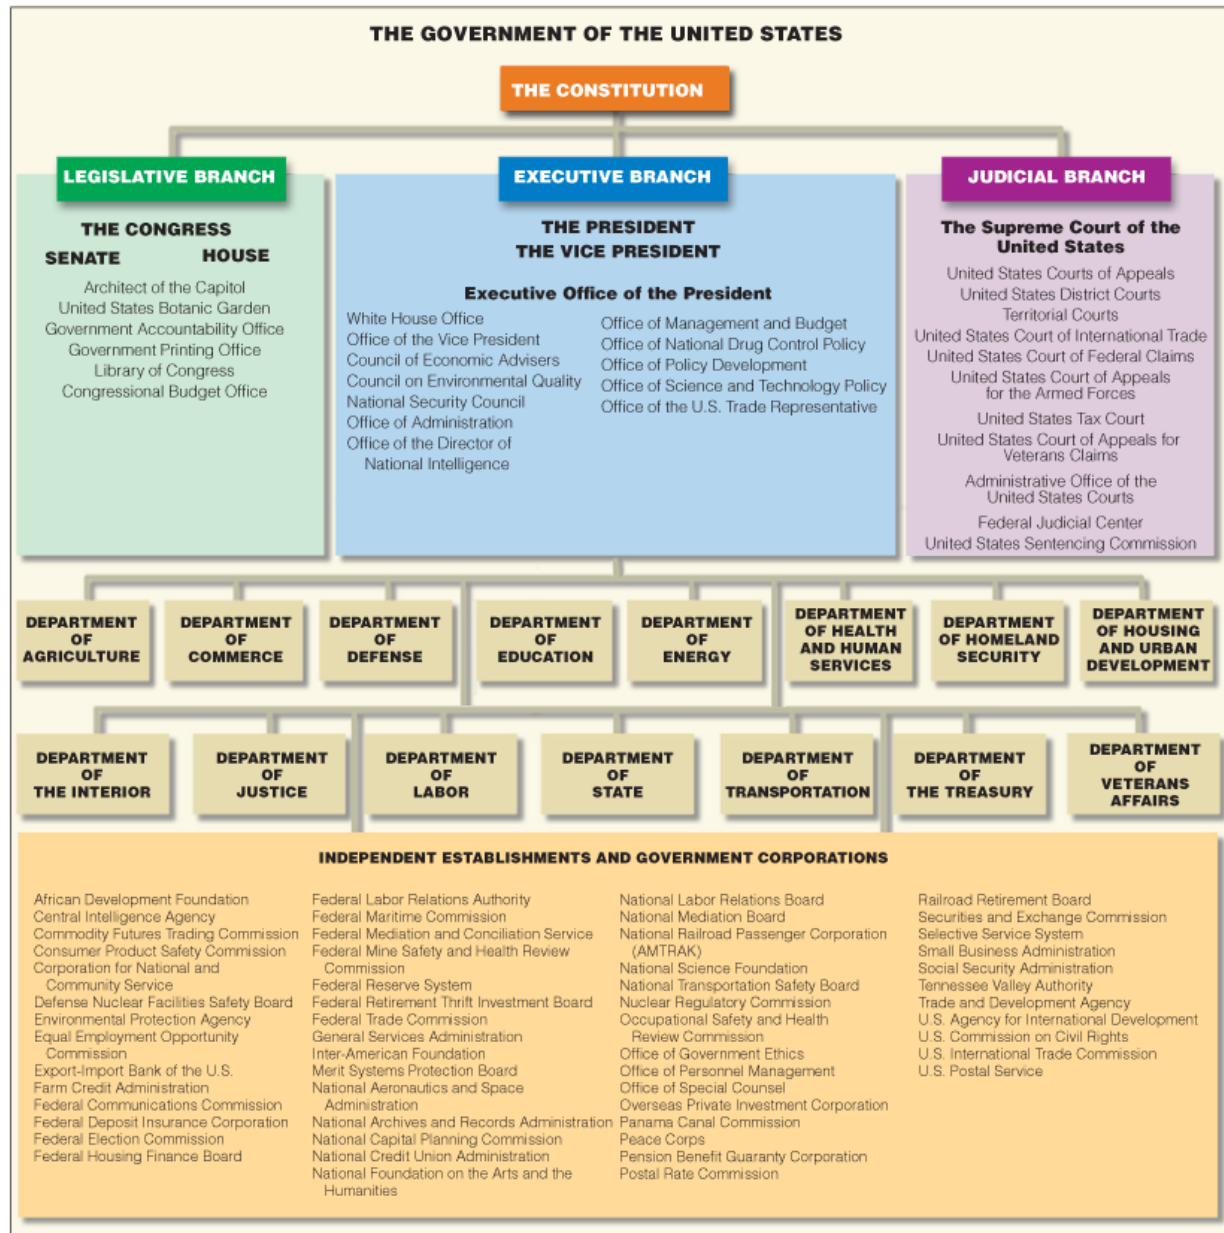 THE GOVERNMENT OF THE UNITED STATES
THE CONSTITUTION
LEGISLATIVE BRANCH
THE CONGRESS
SENATE
HOUSE
Architect of the Capitol
United States Botanic Garden
Government Accountability Office
Government Printing Office
Library of Congress
Congressional Budget Office
EXECUTIVE BRANCH
THE PRESIDENT
THE VICE PRESIDENT
Executive Office of the President
White House Office
Office of the Vice President
Council of Economic Advisers
Council on Environmental Quality
National Security Council
Office of Administration
Office of the Director of
National Intelligence
Office of Management and Budget
Office of National Drug Control Policy
Office of Policy Development
Office of Science and Technology Policy
Office of the U.S. Trade Representative
JUDICIAL BRANCH
The Supreme Court of the
United States
United States Courts of Appeals
United States District Courts
Territorial Courts
United States Court of International Trade
United States Court of Federal Claims
United States Court of Appeals
for the Armed Forces
United States Tax Court
United States Court of Appeals for
Veterans Claims
Administrative Office of the
United States Courts
Federal Judicial Center
United States Sentencing Commission
DEPARTMENT
OF
AGRICULTURE
DEPARTMENT
OF
COMMERCE
DEPARTMENT
OF
DEFENSE
DEPARTMENT
OF
EDUCATION
DEPARTMENT
OF
ENERGY
DEPARTMENT
OF HEALTH
AND HUMAN
SERVICES
DEPARTMENT
OF HOMELAND
SECURITY
DEPARTMENT
OF HOUSING
AND URBAN
DEVELOPMENT
DEPARTMENT
OF
THE INTERIOR
DEPARTMENT
OF
JUSTICE
DEPARTMENT
OF
LABOR
DEPARTMENT
OF
STATE
DEPARTMENT
OF
TRANSPORTATION
DEPARTMENT
OF
THE TREASURY
DEPARTMENT
OF
VETERANS
AFFAIRS
INDEPENDENT ESTABLISHMENTS AND GOVERNMENT CORPORATIONS
African Development Foundation
Central Intelligence Agency
Commodity Futures Trading Commission
Consumer Product Safety Commission
Corporation for National and
Community Service
Defense Nuclear Facilities Safety Board
Environmental Protection Agency
Equal Employment Opportunity
Commission
Export-Import Bank of the U.S.
Farm Credit Administration
Federal Communications Commission
Federal Deposit Insurance Corporation
Federal Election Commission
Federal Housing Finance Board
Federal Labor Relations Authority
Federal Maritime Commission
Federal Mediation and Conciliation Service
Federal Mine Safety and Health Review
Commission
Federal Reserve System
Federal Retirement Thrift Investment Board
Federal Trade Commission
General Services Administration
Inter-American Foundation
Merit Systems Protection Board
National Aeronautics and Space
Administration
National Archives and Records Administration
National Capital Planning Commission
National Credit Union Administration
National Foundation on the Arts and the
Humanities
National Labor Relations Board
National Mediation Board
National Railroad Passenger Corporation
(AMTRAK)
National Science Foundation
National Transportation Safety Board
Nuclear Regulatory Commission
Occupational Safety and Health
Review Commission
Office of Government Ethics
Office of Personnel Management
Office of Special Counsel
Overseas Private Investment Corporation
Panama Canal Commission
Peace Corps
Pension Benefit Guaranty Corporation
Postal Rate Commission
Railroad Retirement Board
Securities and Exchange Commission
Selective Service System
Small Business Administration
Social Security Administration
Tennessee Valley Authority
Trade and Development Agency
U.S. Agency for International Development
U.S. Commission on Civil Rights
U.S. International Trade Commission
U.S. Postal Service